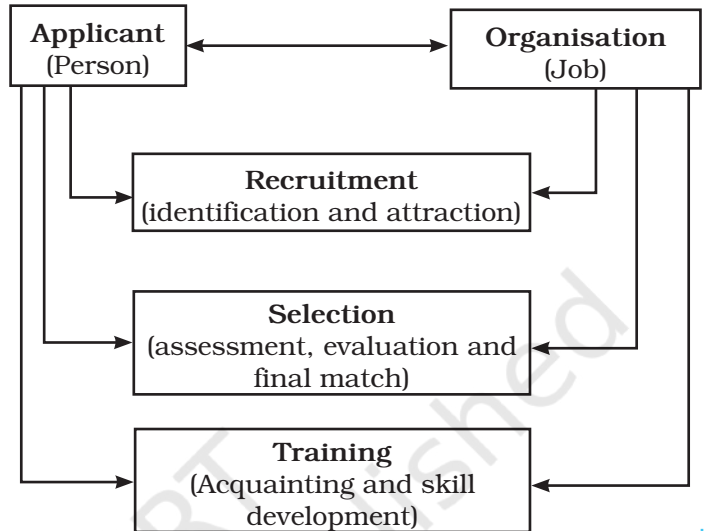 Applicant
(Person)
Organisation
(Job)
Recruitment
(identification and attraction)
Selection
(assessment, evaluation and
final match)
Training
(Acquainting and skill
development)